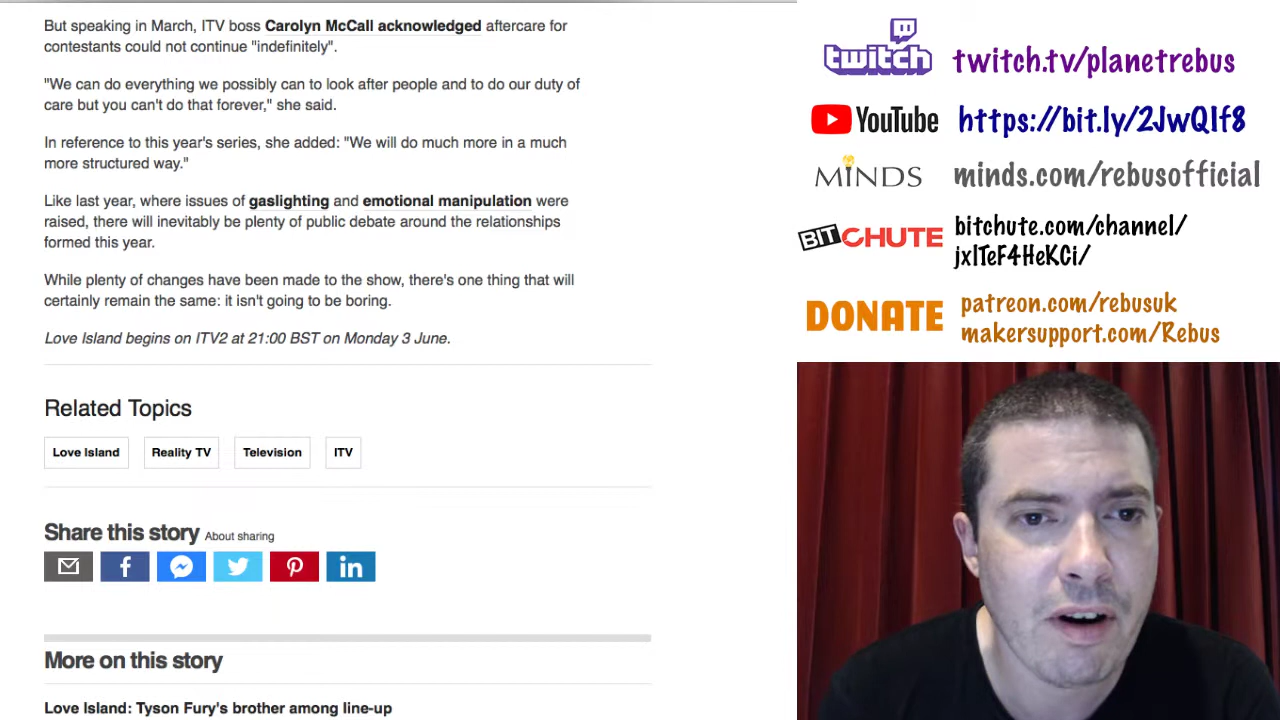 But speaking in March, ITV boss Carolyn McCall acknowledged aftercare for
contestants could not continue "indefinitely".
"We can do everything we possibly can to look after people and to do our duty of
care but you can't do that forever," she said.
In reference to this year's series, she added: "We will do much more in a much
more structured way."
Like last year, where issues of gaslighting and emotional manipulation were
raised, there will inevitably be plenty of public debate around the relationships
formed this year.
While plenty of changes have been made to the show, there's one thing that will
certainly remain the same: it isn't going to be boring.
Love Island begins on ITV2 at 21:00 BST on Monday 3 June.
Related Topics
Love Island
Reality TV
Television
ITV
Share this story About sharing
More on this story
Love Island: Tyson Fury's brother among line-up
twitch twitch.tv/planetrebus
YouTube https://bit.ly/2JwQIf8
MINDS minds.com/rebusofficial
BITCHUTE bitchute.com/channel/
jxITeF4HeKCi/
DONATE patreon.com/rebusuk
makersupport.com/Rebus